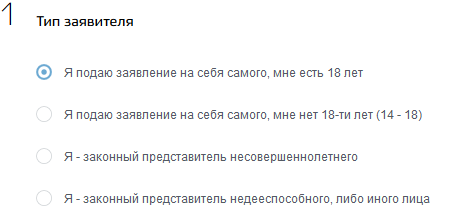 1 Тип заявителя
Я подаю заявление на себя самого, мне есть 18 лет
Я подаю заявление на себя самого, мне нет 18-ти лет (14 - 18)
Я - законный представитель несовершеннолетнего
Я - законный представитель недееспособного, либо иного лица